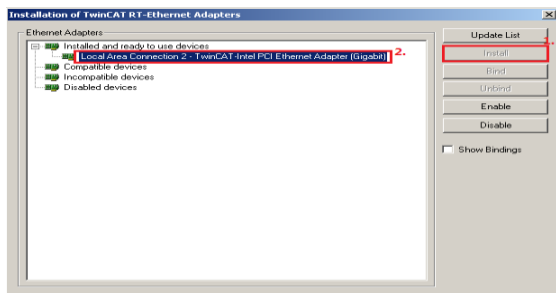 Installation of TwinCAT RT-Ethernet Adapters
Ethernet Adapters
Installed and ready to use devices
Local Area Connection 2 - TwinCAT-Intel PCI Ethernet Adapter (Gigabit)
2.
Compatible devices
Incompatible devices
Disabled devices
Update List
1.
Install
Bind
Unbind
Enable
Disable
Show Bindings